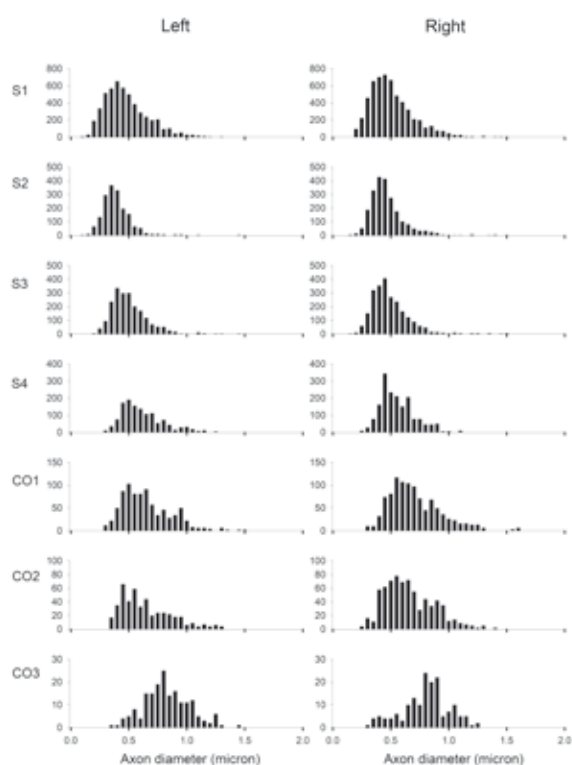 Left Right
S1 800 600 400 200 0 800 600 400 200 0
S2 500 400 300 200 100 0 500 400 300 200 100 0
S3 500 400 300 200 100 0 500 400 300 200 100 0
S4 400 300 200 100 0 400 300 200 100 0
CO1 150 100 50 0 150 100 50 0
CO2 100 80 60 40 20 0 100 80 60 40 20 0
CO3 30 20 10 0 30 20 10 0
0.0 0.5 1.0 1.5 2.0 0.0 0.5 1.0 1.5 2.0
Axon diameter (micron) Axon diameter (micron)